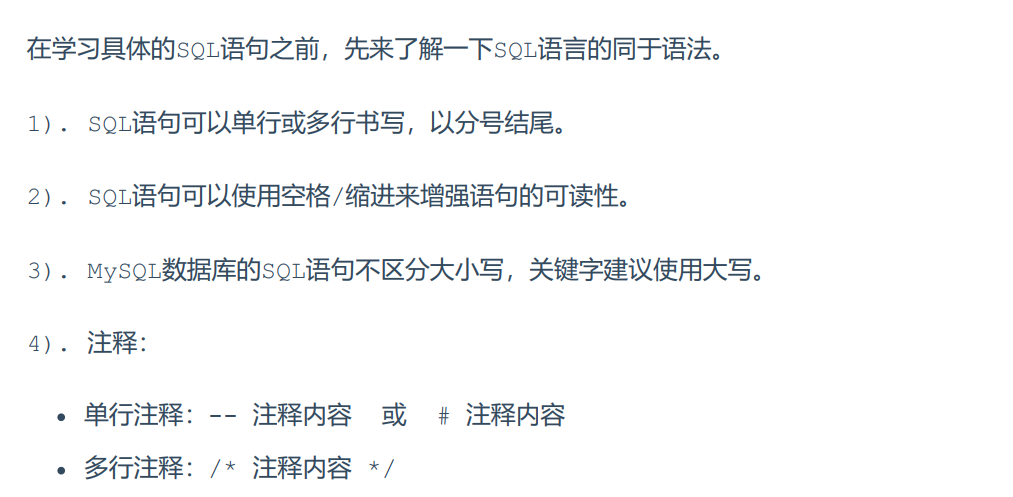 在学习具体的SQL语句之前，先来了解一下SQL语言的同于语法。
1). SQL语句可以单行或多行书写，以分号结尾。
2). SQL语句可以使用空格/缩进来增强语句的可读性。
3). MySQL数据库的SQL语句不区分大小写，关键字建议使用大写。
4). 注释：
• 单行注释：-- 注释内容  或  # 注释内容
• 多行注释：/* 注释内容 */